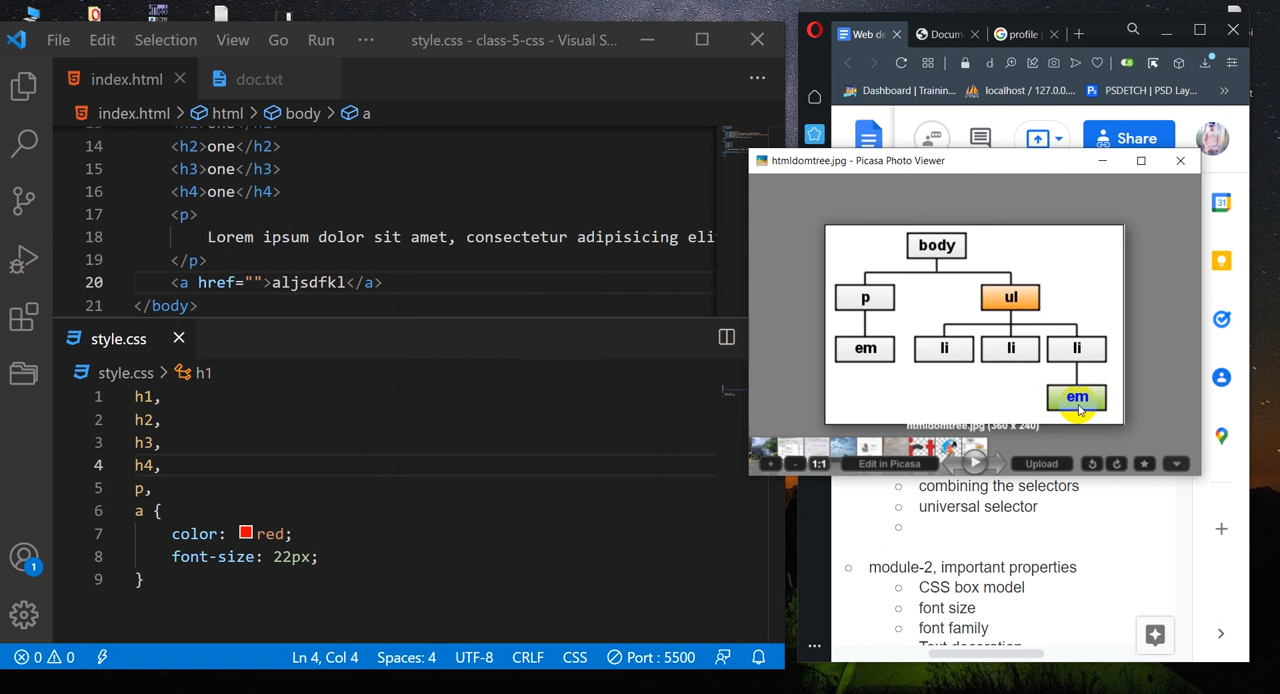 File Edit Selection View Go Run ··· style.css - class-5-css - Visual S...
index.html doc.txt
index.html > html > body > a
14 <h2>one</h2>
15 <h3>one</h3>
16 <h4>one</h4>
17 <p>
18 Lorem ipsum dolor sit amet, consectetur adipisicing eli
19 </p>
20 <a href="">aljsdfkl</a>
21 </body>
style.css
style.css > h1
1 h1,
2 h2,
3 h3,
4 h4,
5 p,
6 a {
7 color: red;
8 font-size: 22px;
9 }
1
0 0 Ln 4, Col 4 Spaces: 4 UTF-8 CRLF CSS Port : 5500
Web de Docum profile
Dashboard | Trainin... localhost / 127.0.0.... PSDETCH | PSD Lay... »
Share
htmldomtree.jpg - Picasa Photo Viewer
body
p ul
em li li li
em
htmldomtree.jpg (360 x 240)
+ - 1:1 Edit in Picasa Upload
31
combining the selectors
universal selector
module-2, important properties
CSS box model
font size
font family